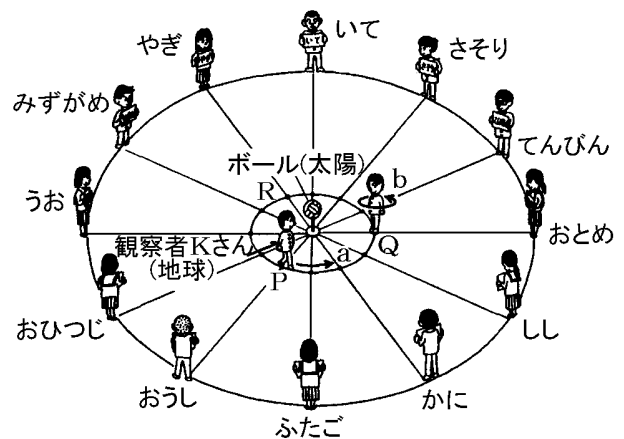 いて
やぎ
さそり
みずがめ
てんびん
ボール(太陽)
R
b
うお
おとめ
観察者Kさん
(地球)
a
Q
P
おひつじ
しし
おうし
かに
ふたご